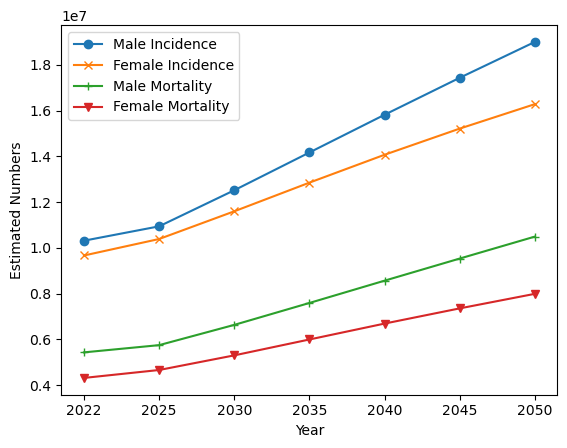 1e7
Male Incidence
Female Incidence
Male Mortality
Female Mortality
1.8
1.6
1.4
1.2
1.0
0.8
0.6
0.4
Estimated Numbers
2022 2025 2030 2035 2040 2045 2050
Year